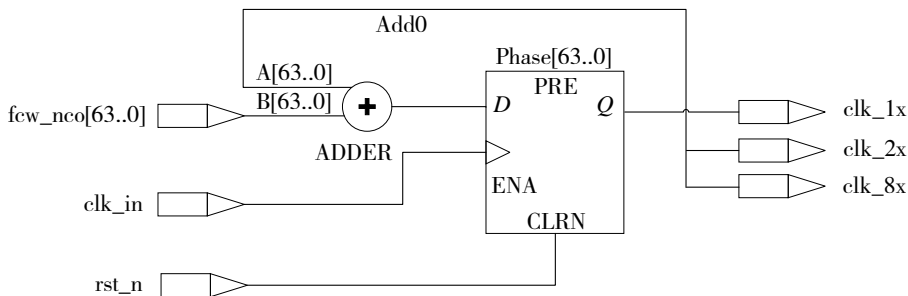 Add0
Phase[63..0]
A[63..0]
PRE
B[63..0]
fcw_nco[63..0]
+
D
Q
clk_1x
ADDER
clk_2x
ENA
clk_8x
clk_in
CLRN
rst_n